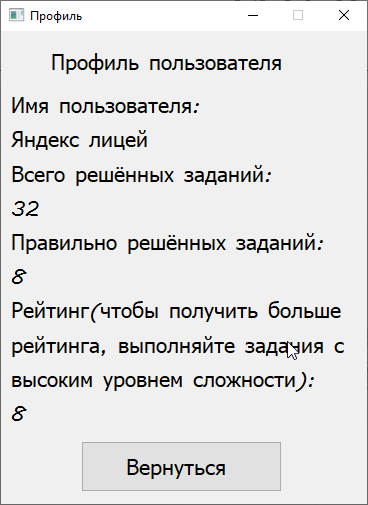 Профиль
Профиль пользователя
Имя пользователя:
Яндекс лицей
Всего решённых заданий:
32
Правильно решённых заданий:
8
Рейтинг(чтобы получить больше
рейтинга, выполняйте задания с
высоким уровнем сложности):
8
Вернуться